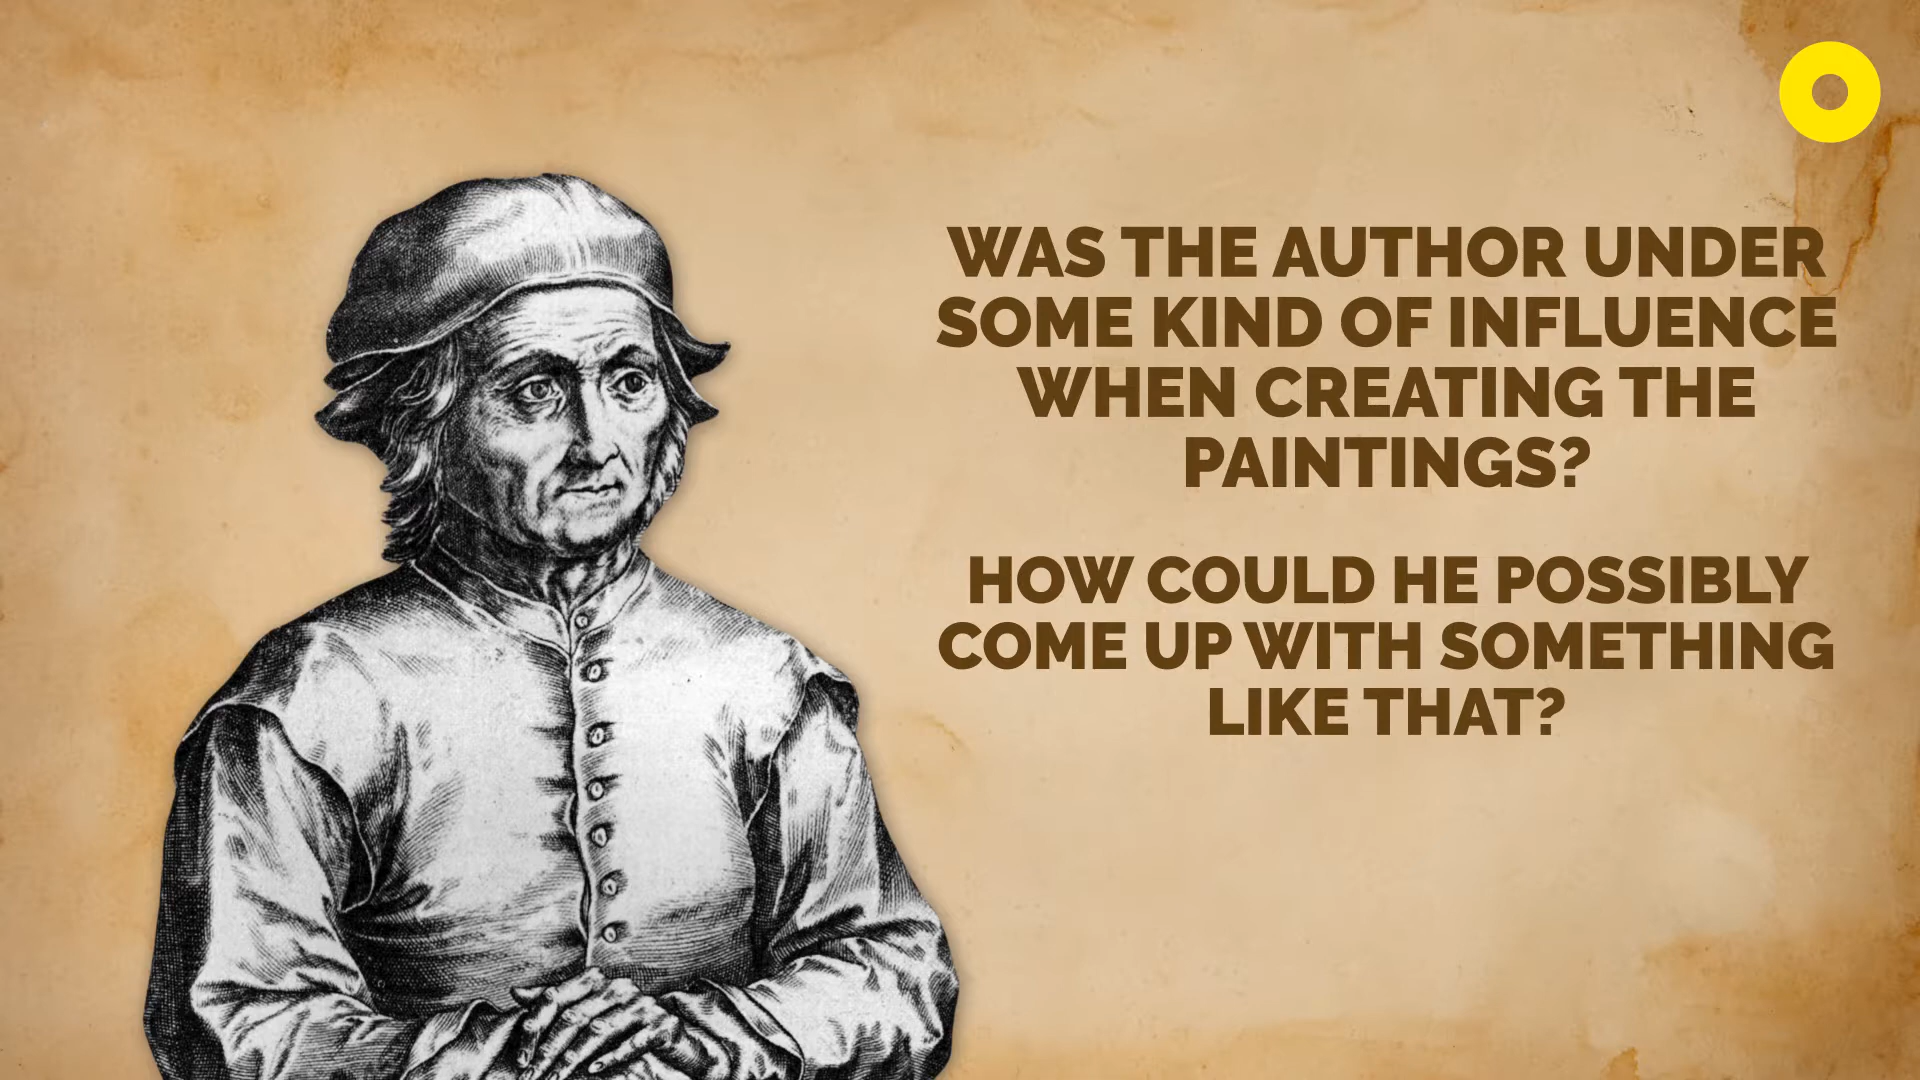 WAS THE AUTHOR UNDER
SOME KIND OF INFLUENCE
WHEN CREATING THE
PAINTINGS?
HOW COULD HE POSSIBLY
COME UP WITH SOMETHING
LIKE THAT?